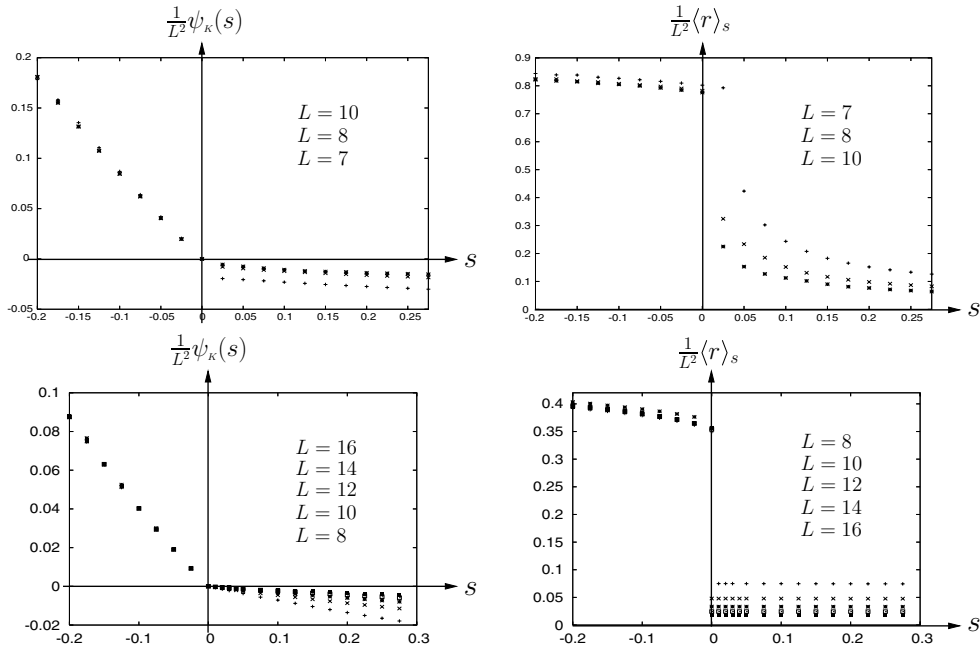 1/L² ψ_K(s)
0.2
0.15
0.1
0.05
0
-0.05
-0.2 -0.15 -0.1 -0.05 0 0.05 0.1 0.15 0.2 0.25
s
L = 10
L = 8
L = 7
1/L² ⟨r⟩_s
0.9
0.8
0.7
0.6
0.5
0.4
0.3
0.2
0.1
0
-0.2 -0.15 -0.1 -0.05 0 0.05 0.1 0.15 0.2 0.25
s
L = 7
L = 8
L = 10
1/L² ψ_K(s)
0.1
0.08
0.06
0.04
0.02
0
-0.02
-0.2 -0.1 0 0.1 0.2 0.3
s
L = 16
L = 14
L = 12
L = 10
L = 8
1/L² ⟨r⟩_s
0.4
0.35
0.3
0.25
0.2
0.15
0.1
0.05
0
-0.2 -0.1 0 0.1 0.2 0.3
s
L = 8
L = 10
L = 12
L = 14
L = 16